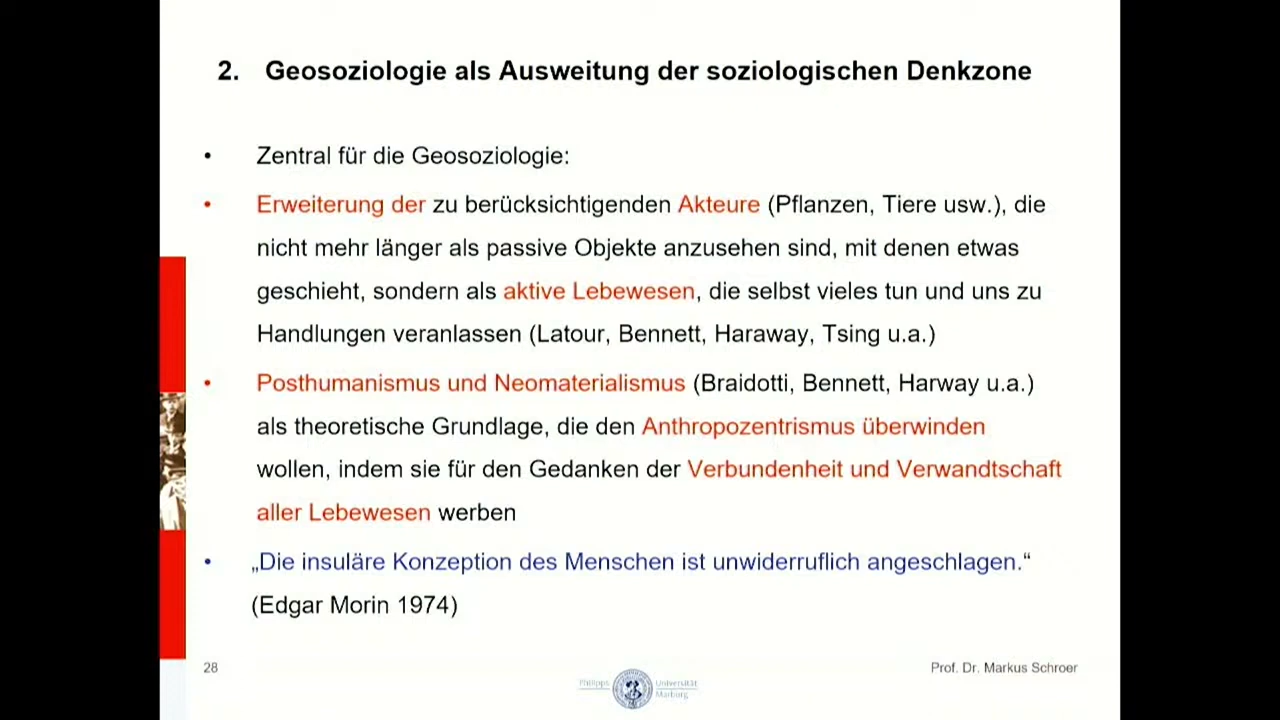 2. Geosoziologie als Ausweitung der soziologischen Denkzone
• Zentral für die Geosoziologie:
• Erweiterung der zu berücksichtigenden Akteure (Pflanzen, Tiere usw.), die
nicht mehr länger als passive Objekte anzusehen sind, mit denen etwas
geschieht, sondern als aktive Lebewesen, die selbst vieles tun und uns zu
Handlungen veranlassen (Latour, Bennett, Haraway, Tsing u.a.)
• Posthumanismus und Neomaterialismus (Braidotti, Bennett, Harway u.a.)
als theoretische Grundlage, die den Anthropozentrismus überwinden
wollen, indem sie für den Gedanken der Verbundenheit und Verwandtschaft
aller Lebewesen werben
• „Die insuläre Konzeption des Menschen ist unwiderruflich angeschlagen.“
(Edgar Morin 1974)
28
Prof. Dr. Markus Schroer
Philipps Universität
Marburg